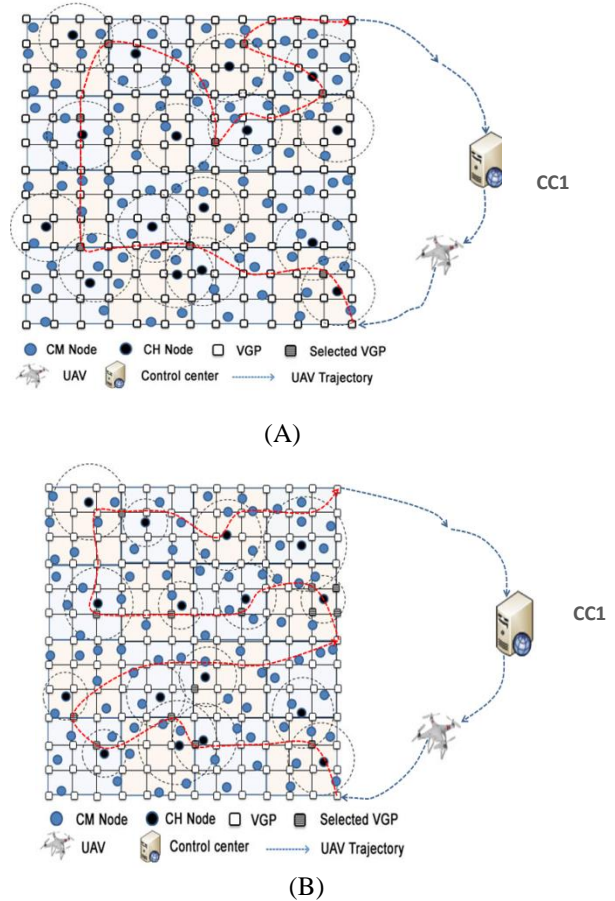 CC1
CM Node CH Node VGP Selected VGP
UAV Control center UAV Trajectory
(A)
CC1
CM Node CH Node VGP Selected VGP
UAV Control center UAV Trajectory
(B)